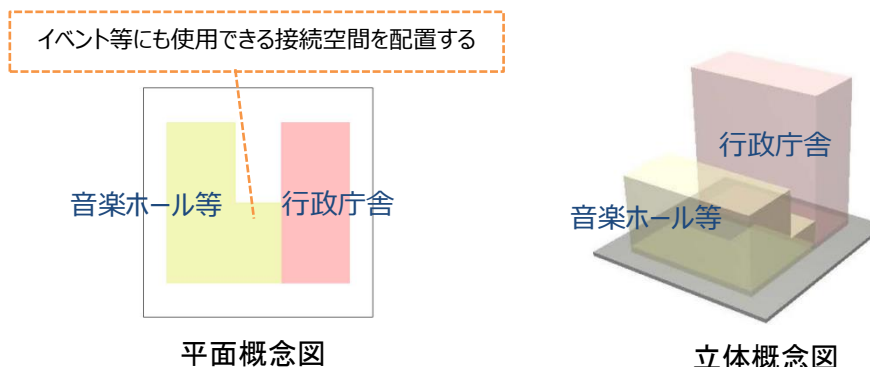 イベント等にも使用できる接続空間を配置する
音楽ホール等
行政庁舎
平面概念図
行政庁舎
音楽ホール等
立体概念図